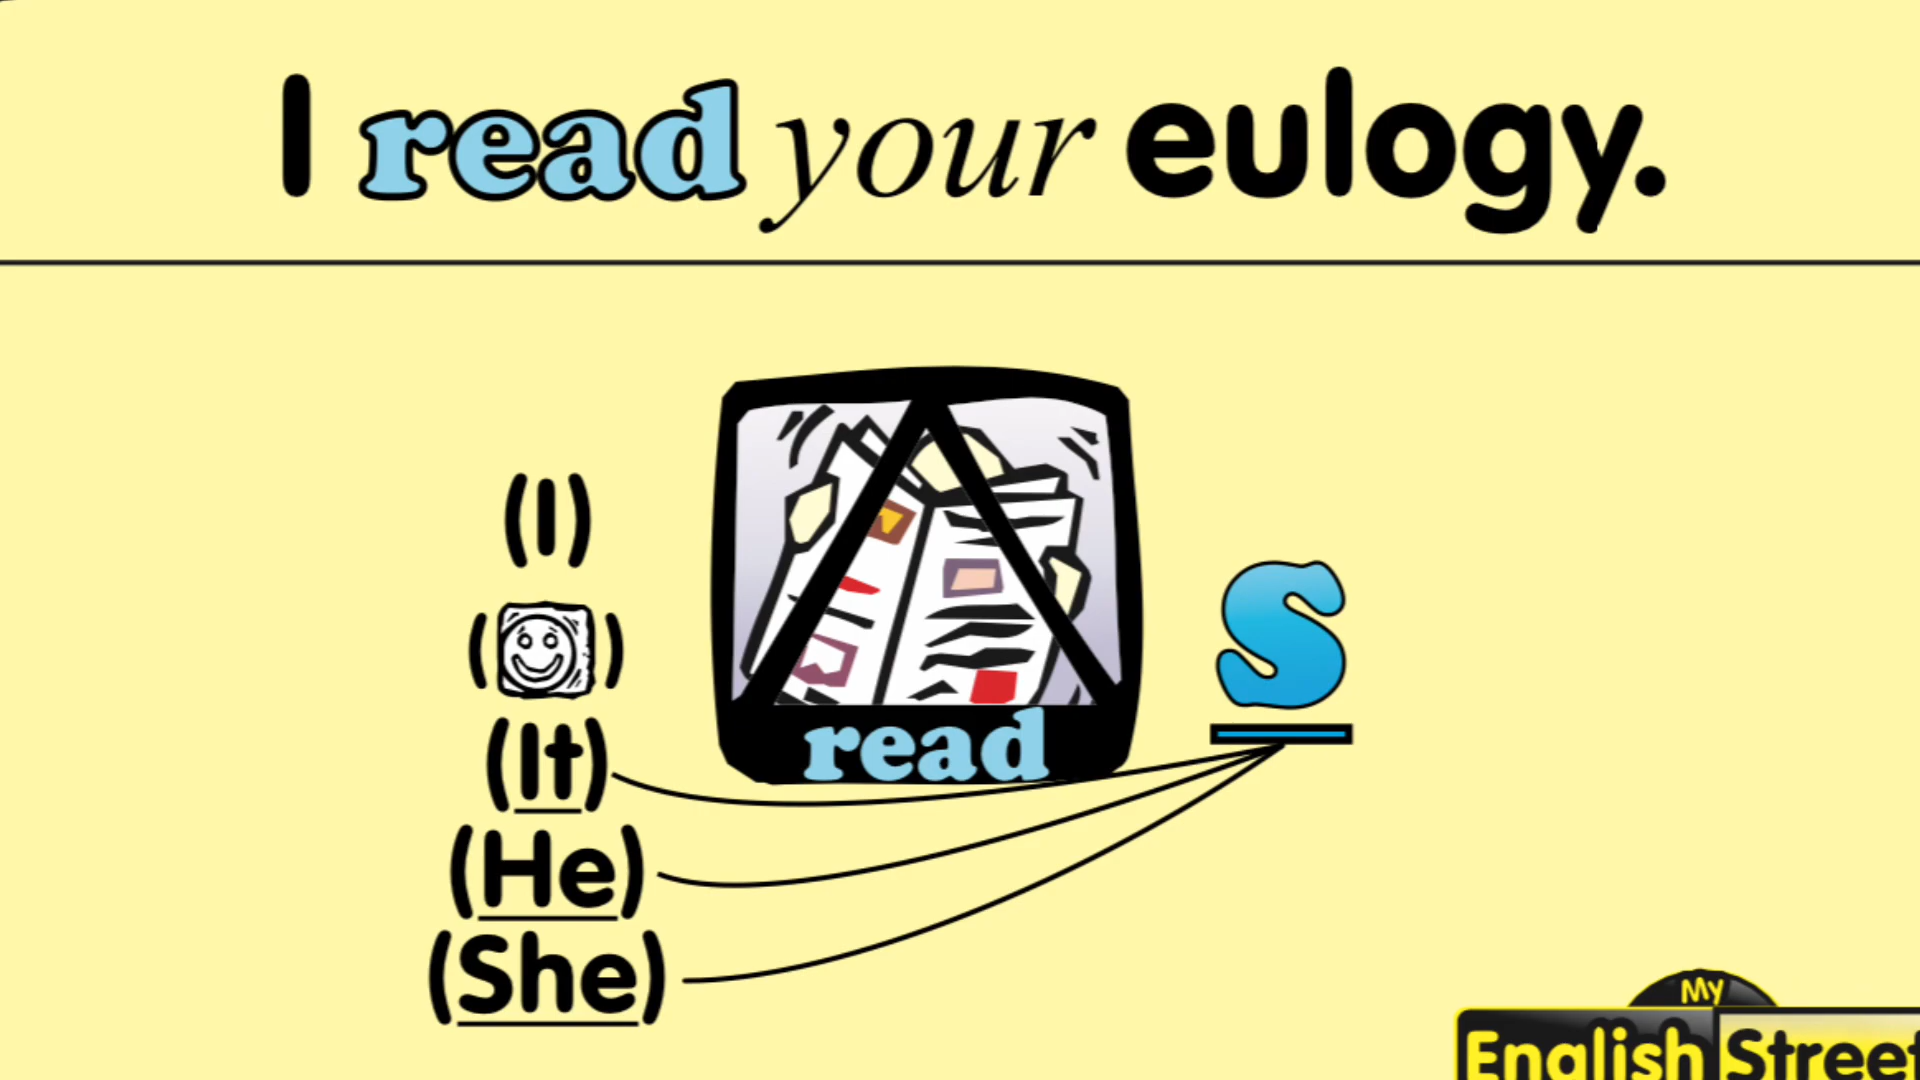 I read your eulogy.
(I)
( )
(It)
(He)
(She)
read
S
My
English Street